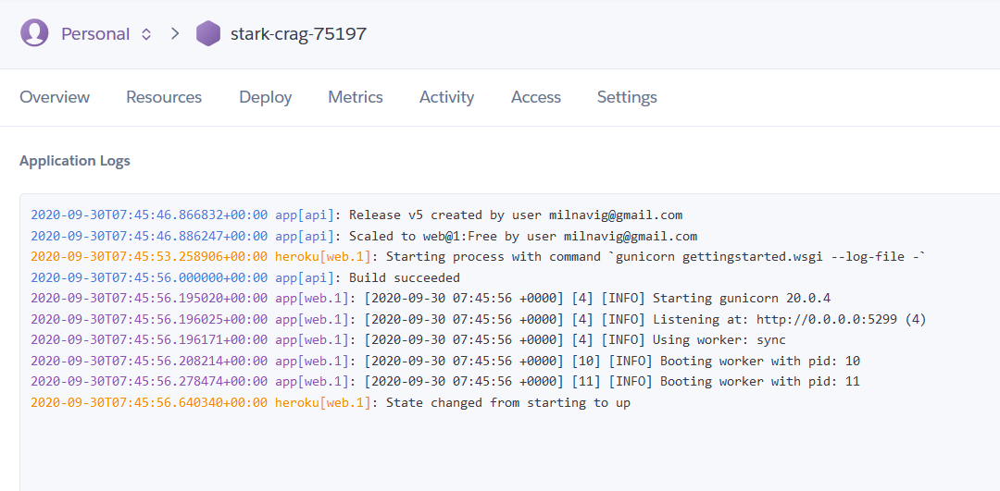 Personal > stark-crag-75197
Overview Resources Deploy Metrics Activity Access Settings
Application Logs
2020-09-30T07:45:46.866832+00:00 app[api]: Release v5 created by user milnavig@gmail.com
2020-09-30T07:45:46.886247+00:00 app[api]: Scaled to web@1:Free by user milnavig@gmail.com
2020-09-30T07:45:53.258906+00:00 heroku[web.1]: Starting process with command `gunicorn gettingstarted.wsgi --log-file -`
2020-09-30T07:45:56.000000+00:00 app[api]: Build succeeded
2020-09-30T07:45:56.195020+00:00 app[web.1]: [2020-09-30 07:45:56 +0000] [4] [INFO] Starting gunicorn 20.0.4
2020-09-30T07:45:56.196025+00:00 app[web.1]: [2020-09-30 07:45:56 +0000] [4] [INFO] Listening at: http://0.0.0.0:5299 (4)
2020-09-30T07:45:56.196171+00:00 app[web.1]: [2020-09-30 07:45:56 +0000] [4] [INFO] Using worker: sync
2020-09-30T07:45:56.208214+00:00 app[web.1]: [2020-09-30 07:45:56 +0000] [10] [INFO] Booting worker with pid: 10
2020-09-30T07:45:56.278474+00:00 app[web.1]: [2020-09-30 07:45:56 +0000] [11] [INFO] Booting worker with pid: 11
2020-09-30T07:45:56.640340+00:00 heroku[web.1]: State changed from starting to up